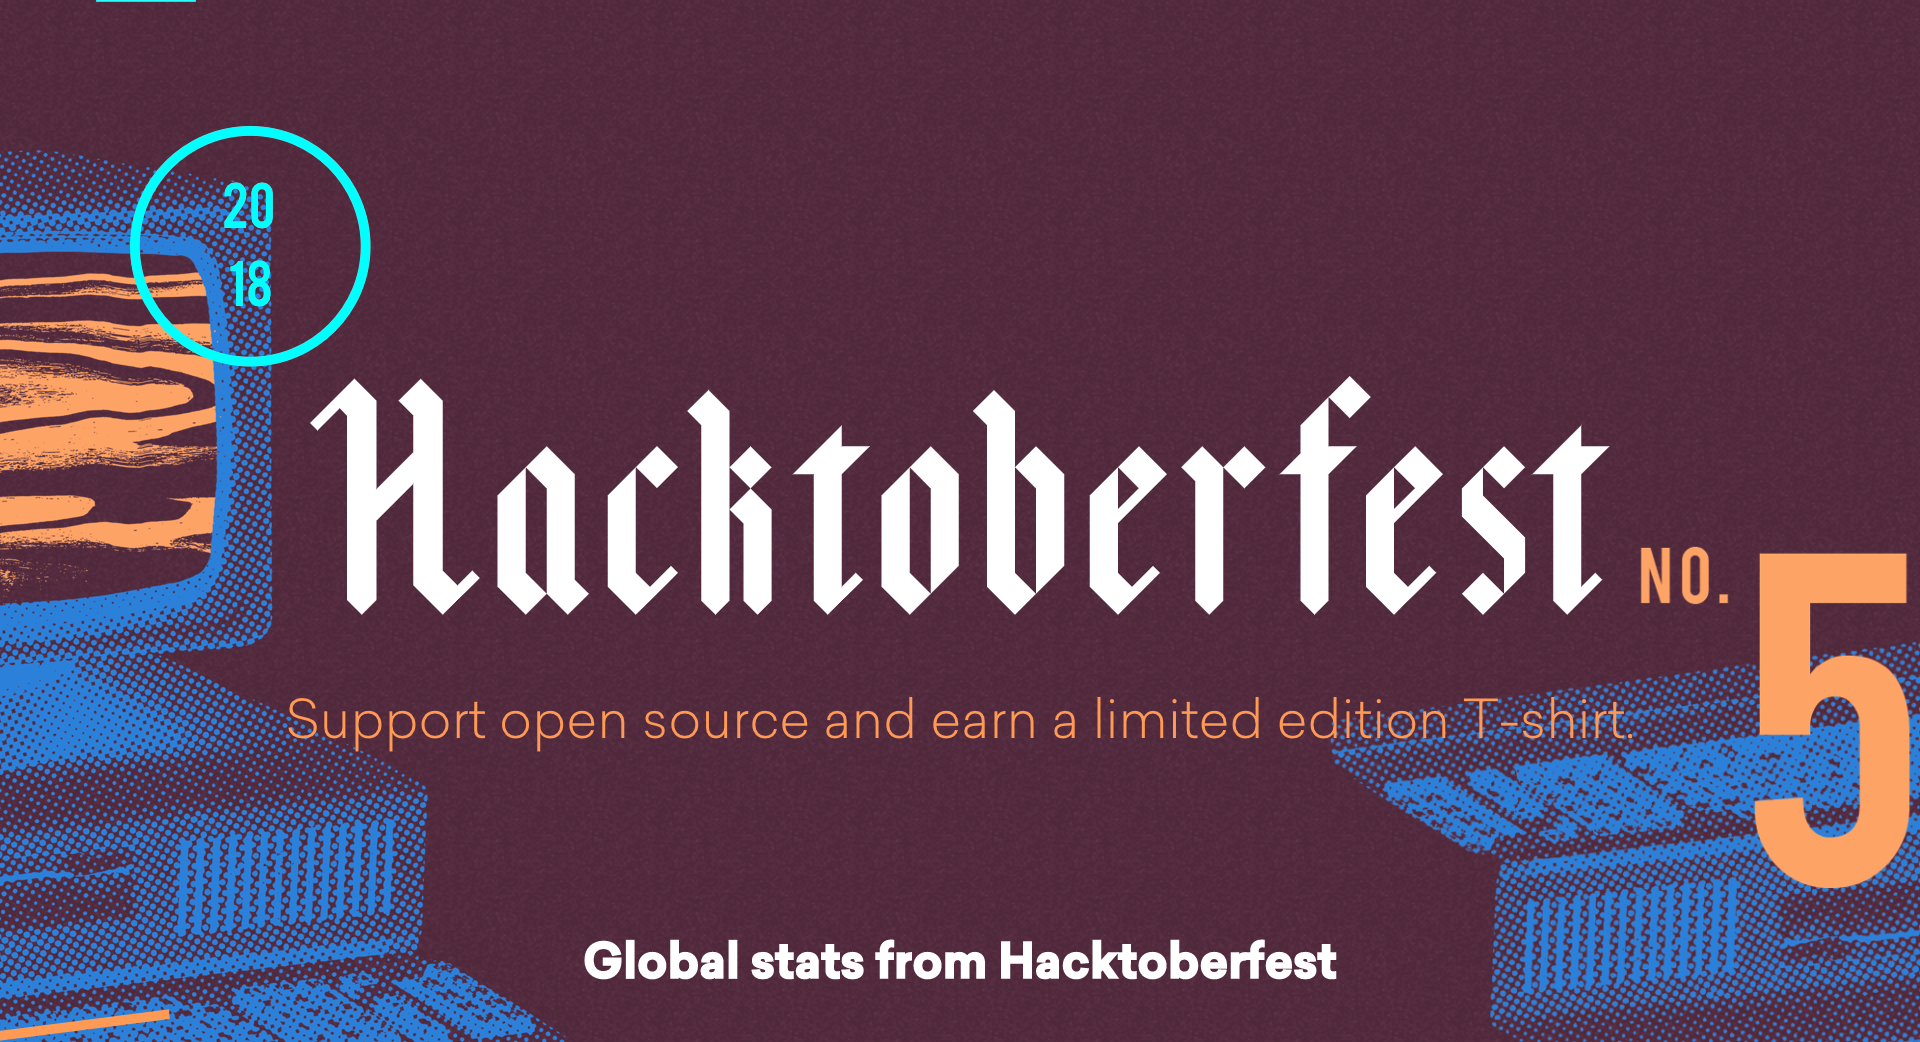 20
18
Hacktoberfest
NO. 5
Support open source and earn a limited edition T-shirt.
Global stats from Hacktoberfest